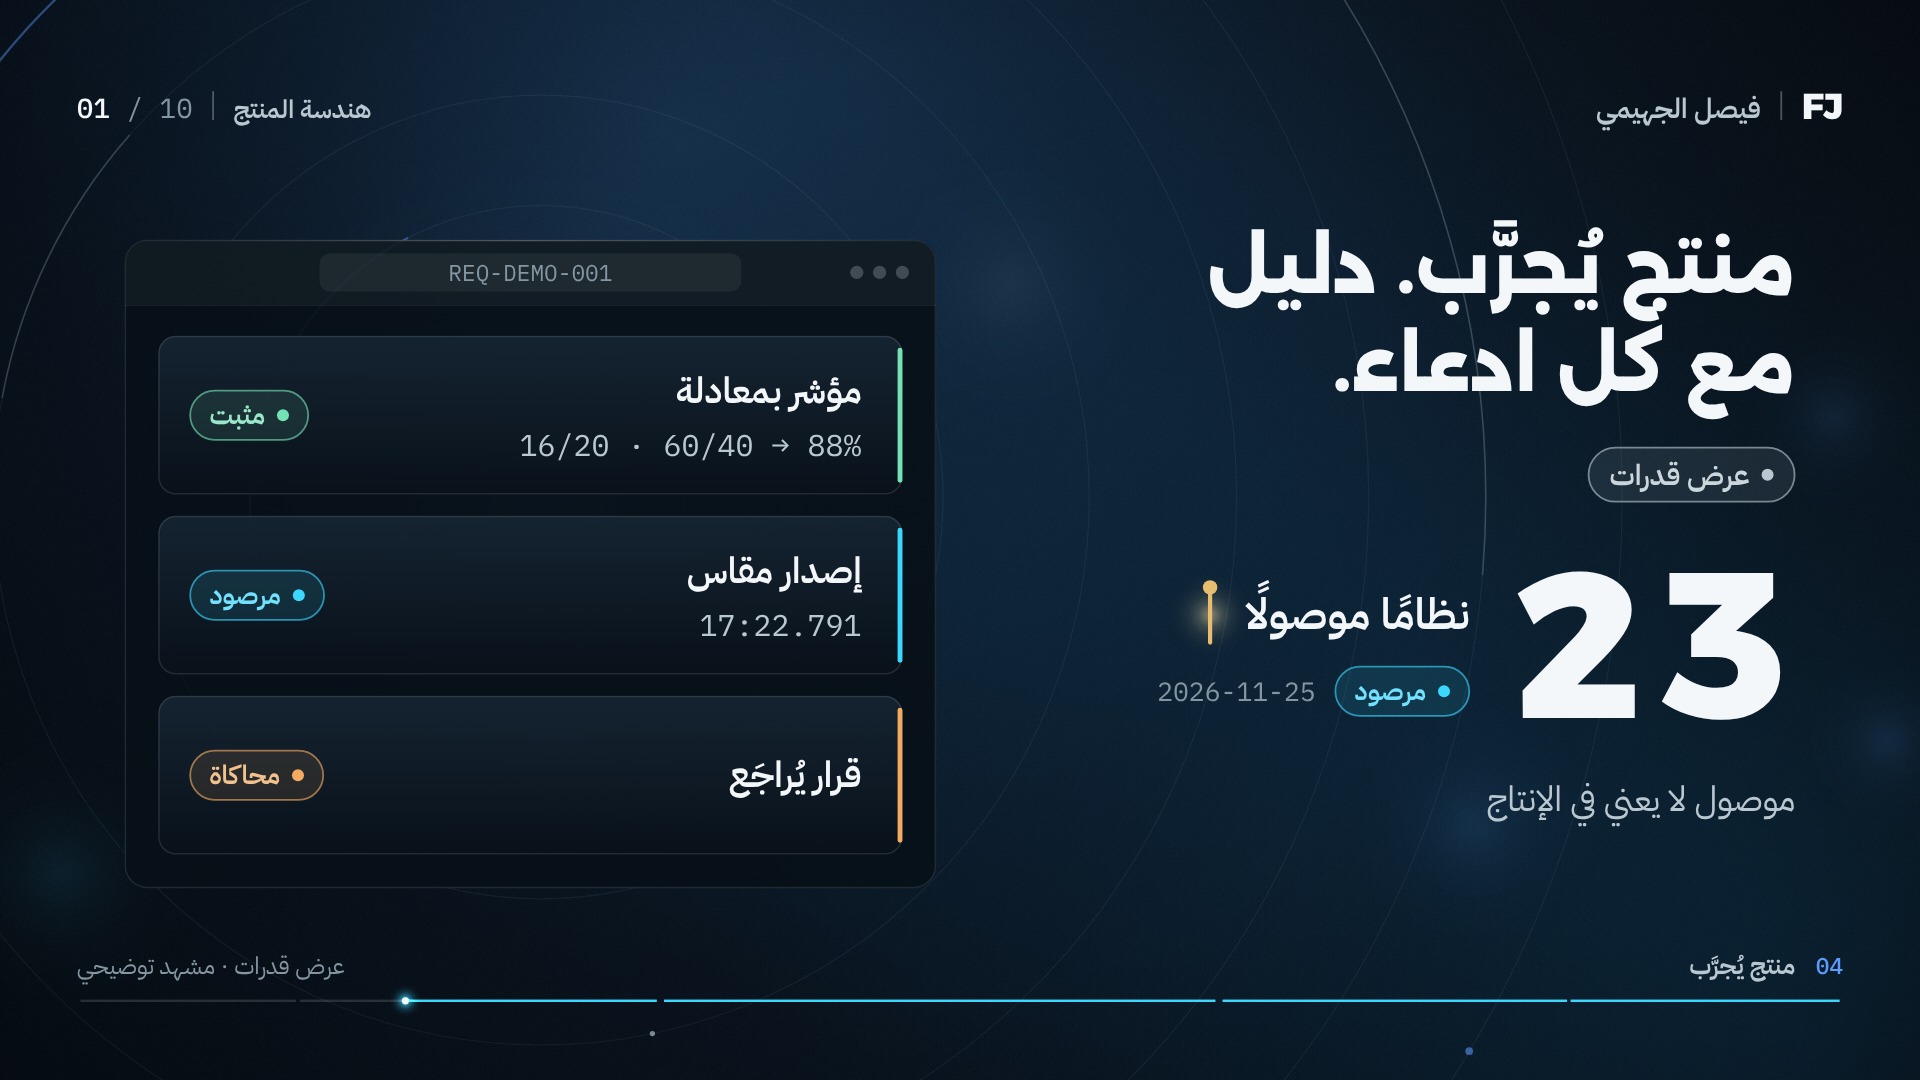 FJ | فيصل الجهيمي
هندسة المنتج | 01 / 10
منتج يُجرَّب. دليل
مع كل ادعاء.
عرض قدرات
23
نظامًا موصولًا
مرصود 2026-11-25
موصول لا يعني في الإنتاج
REQ-DEMO-001
مؤشر بمعادلة
16/20 · 60/40 → 88%
مثبت
إصدار مقاس
17:22.791
مرصود
قرار يُراجَع
محاكاة
04 منتج يُجرَّب
عرض قدرات · مشهد توضيحي